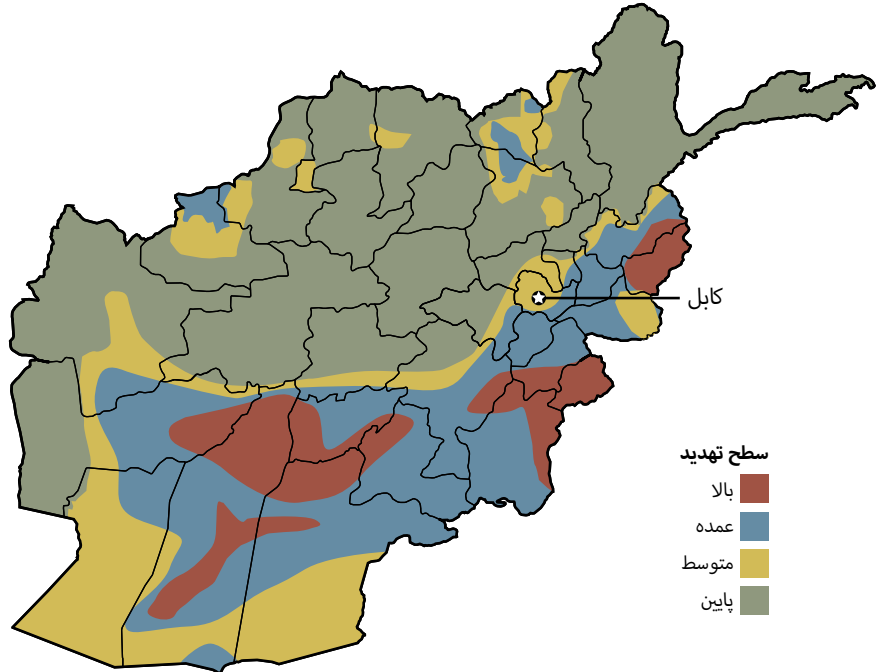 کابل
سطح تهدید
بالا
عمده
متوسط
پایین